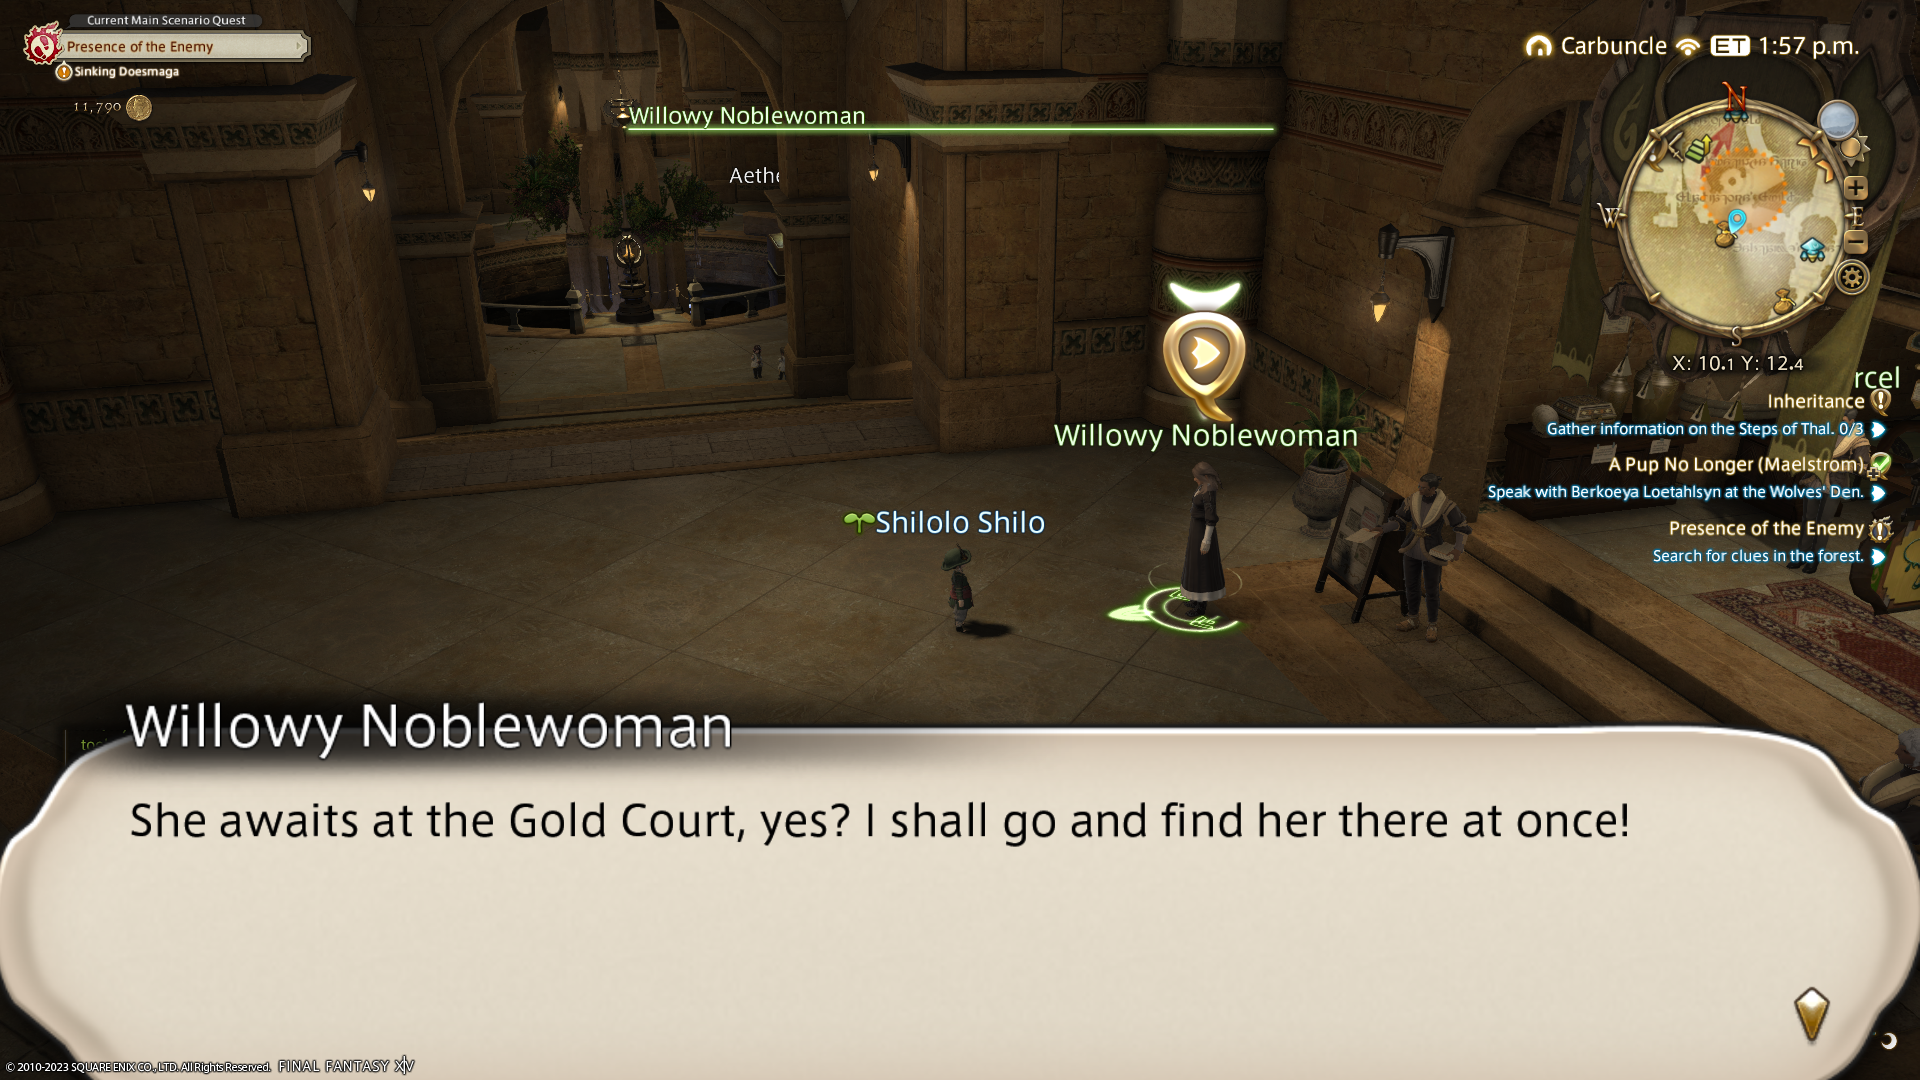 Current Main Scenario Quest
Presence of the Enemy
Sinking Doesmaga
11,790
Carbuncle ET 1:57 p.m.
N
W
E
S
X: 10.1 Y: 12.4
rcel
Inheritance
Gather information on the Steps of Thal. 0/3
A Pup No Longer (Maelstrom)
Speak with Berkoeya Loetahlsyn at the Wolves' Den.
Presence of the Enemy
Search for clues in the forest.
Willowy Noblewoman
Aethe
Willowy Noblewoman
Shilolo Shilo
Willowy Noblewoman
She awaits at the Gold Court, yes? I shall go and find her there at once!
© 2010-2023 SQUARE ENIX CO., LTD. All Rights Reserved. FINAL FANTASY XIV